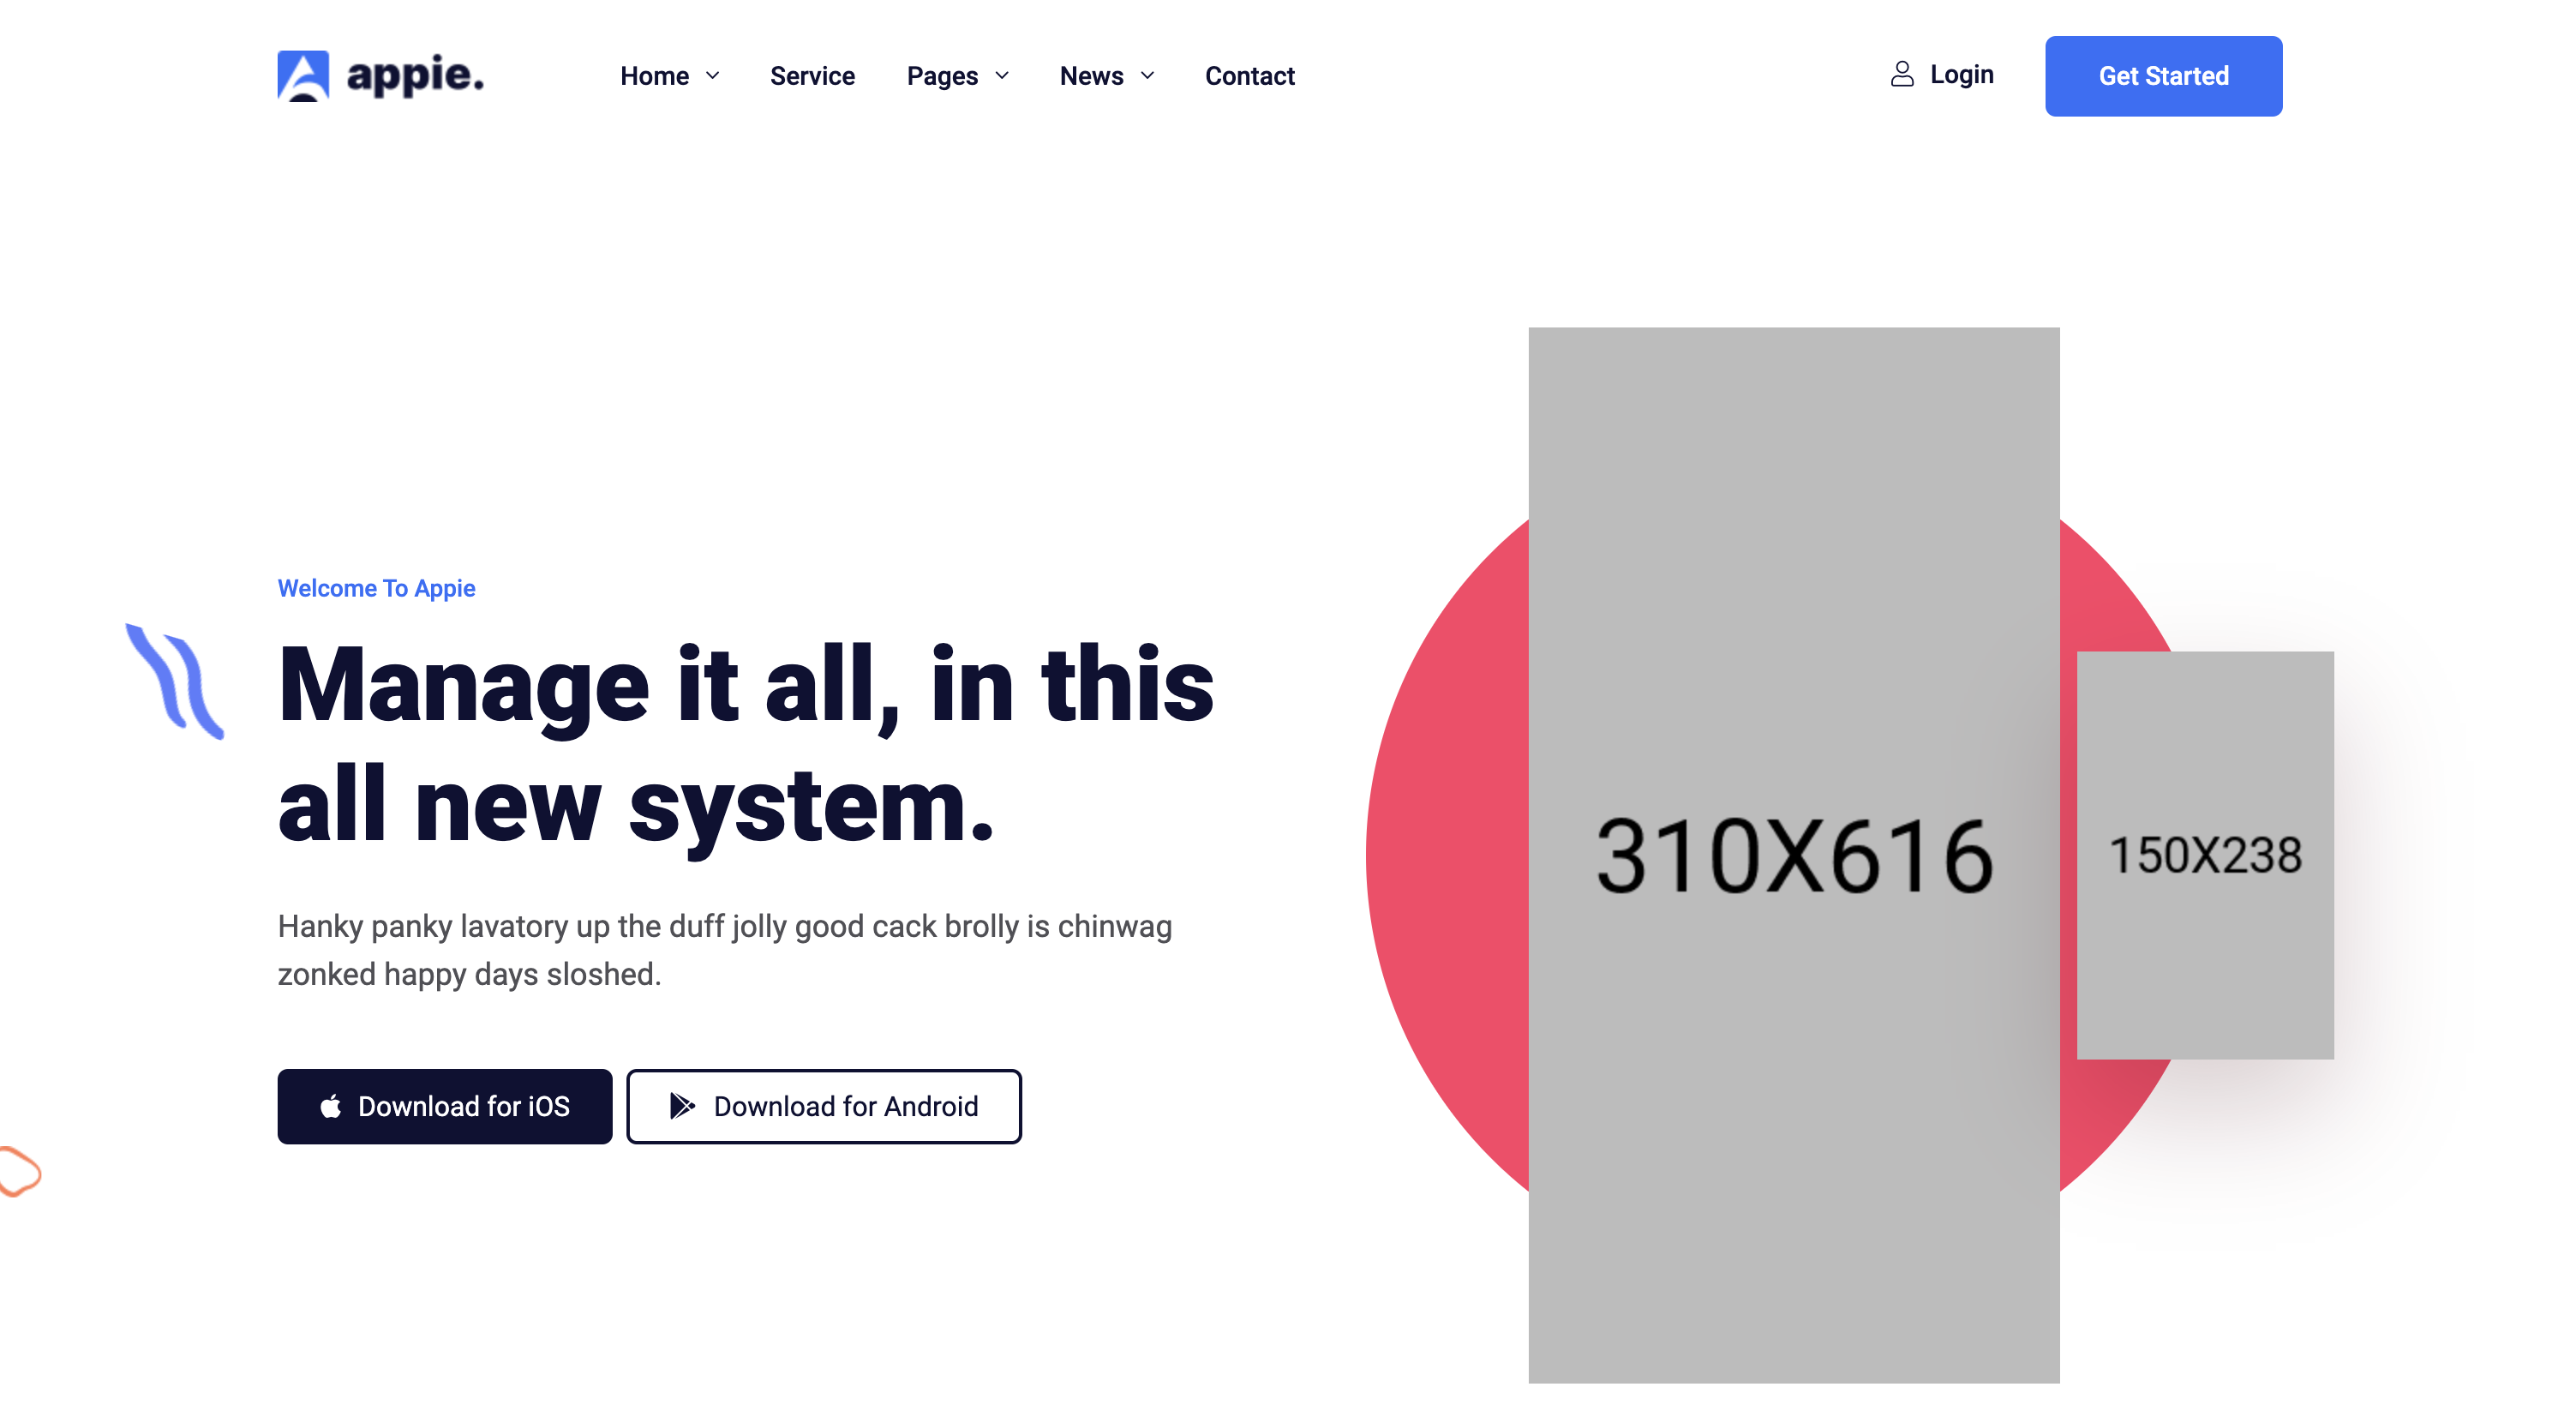 appie.
Home
Service
Pages
News
Contact
Login
Get Started
Welcome To Appie
Manage it all, in this
all new system.
Hanky panky lavatory up the duff jolly good cack brolly is chinwag
zonked happy days sloshed.
Download for iOS
Download for Android
310X616
150X238